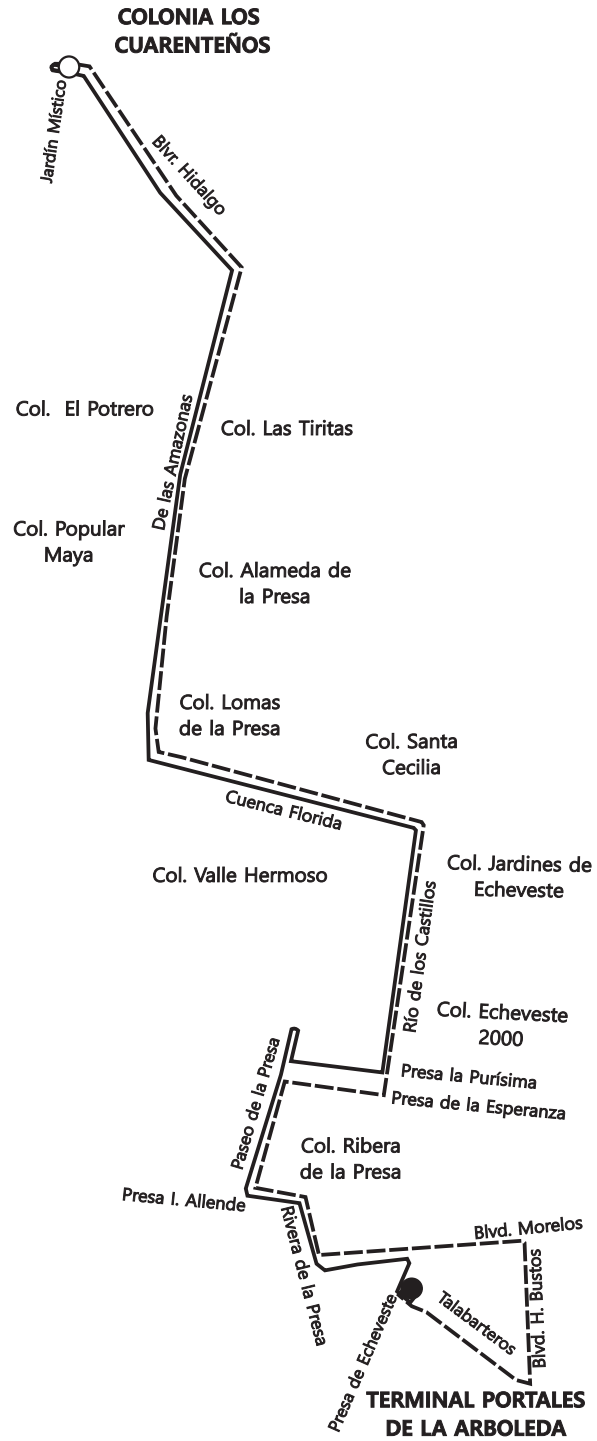 COLONIA LOS
CUARENTEÑOS
Jardín Místico
Blvr. Hidalgo
Col. El Potrero
De las Amazonas
Col. Las Tiritas
Col. Popular
Maya
Col. Alameda de
la Presa
Col. Lomas
de la Presa
Col. Santa
Cecilia
Cuenca Florida
Col. Valle Hermoso
Col. Jardines de
Echeveste
Río de los Castillos
Col. Echeveste
2000
Paseo de la Presa
Presa la Purísima
Presa de la Esperanza
Col. Ribera
de la Presa
Presa I. Allende
Rivera de la Presa
Blvd. Morelos
Blvd. H. Bustos
Talabarteros
Presa de Echeveste
TERMINAL PORTALES
DE LA ARBOLEDA